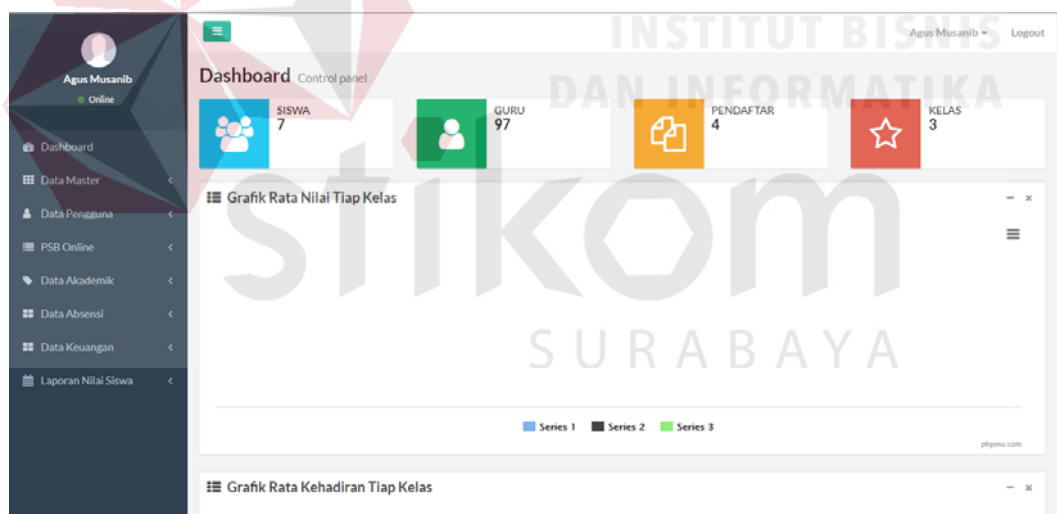 INSTITUT BISNIS
DAN INFORMATIKA
stikom
SURABAYA
Agus Musanib
Online
Dashboard
Data Master
Data Pengguna
PSB Online
Data Akademik
Data Absensi
Data Keuangan
Laporan Nilai Siswa
Agus Musanib
Logout
Dashboard Control panel
SISWA
7
GURU
97
PENDAFTAR
4
KELAS
3
Grafik Rata Nilai Tiap Kelas
Series 1 Series 2 Series 3
phpmu.com
Grafik Rata Kehadiran Tiap Kelas